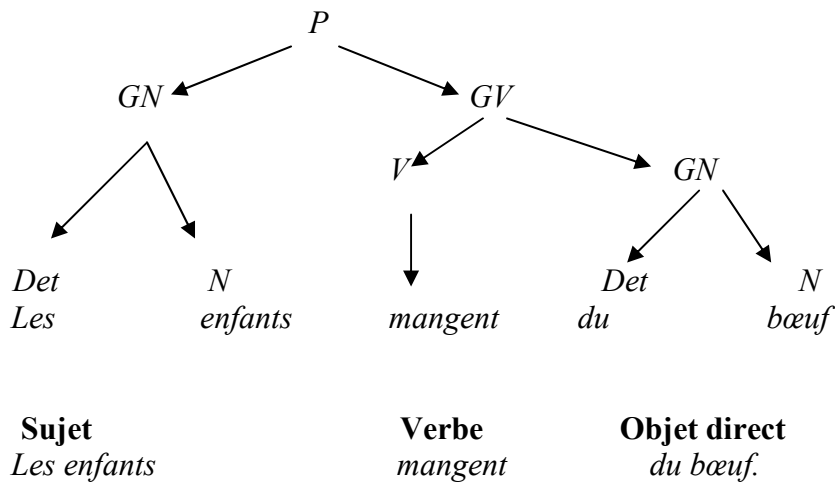 P
GN GV
V GN
Det N Det N
Les enfants mangent du bœuf
Sujet Verbe Objet direct
Les enfants mangent du bœuf.